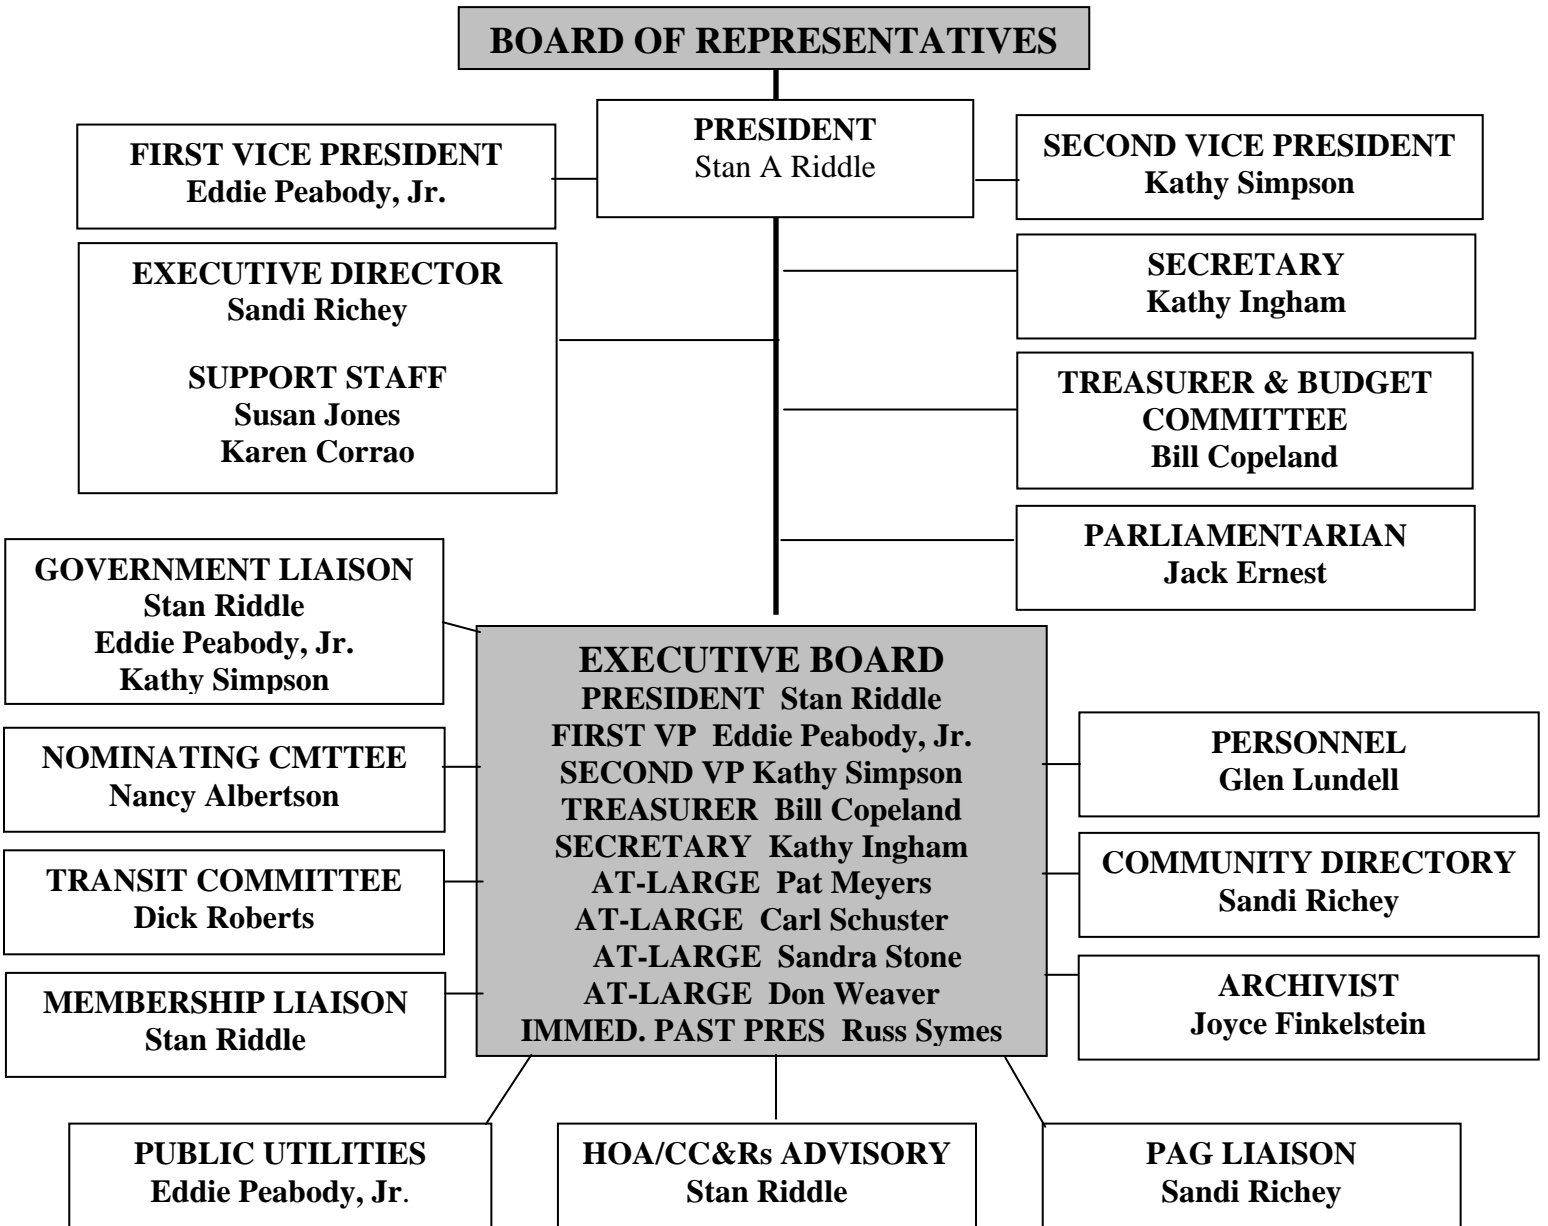 BOARD OF REPRESENTATIVES
PRESIDENT
Stan A Riddle
FIRST VICE PRESIDENT
Eddie Peabody, Jr.
SECOND VICE PRESIDENT
Kathy Simpson
EXECUTIVE DIRECTOR
Sandi Richey
SUPPORT STAFF
Susan Jones
Karen Corrao
SECRETARY
Kathy Ingham
TREASURER & BUDGET
COMMITTEE
Bill Copeland
PARLIAMENTARIAN
Jack Ernest
GOVERNMENT LIAISON
Stan Riddle
Eddie Peabody, Jr.
Kathy Simpson
NOMINATING CMTTEE
Nancy Albertson
TRANSIT COMMITTEE
Dick Roberts
MEMBERSHIP LIAISON
Stan Riddle
EXECUTIVE BOARD
PRESIDENT Stan Riddle
FIRST VP Eddie Peabody, Jr.
SECOND VP Kathy Simpson
TREASURER Bill Copeland
SECRETARY Kathy Ingham
AT-LARGE Pat Meyers
AT-LARGE Carl Schuster
AT-LARGE Sandra Stone
AT-LARGE Don Weaver
IMMED. PAST PRES Russ Symes
PERSONNEL
Glen Lundell
COMMUNITY DIRECTORY
Sandi Richey
ARCHIVIST
Joyce Finkelstein
PUBLIC UTILITIES
Eddie Peabody, Jr.
HOA/CC&Rs ADVISORY
Stan Riddle
PAG LIAISON
Sandi Richey